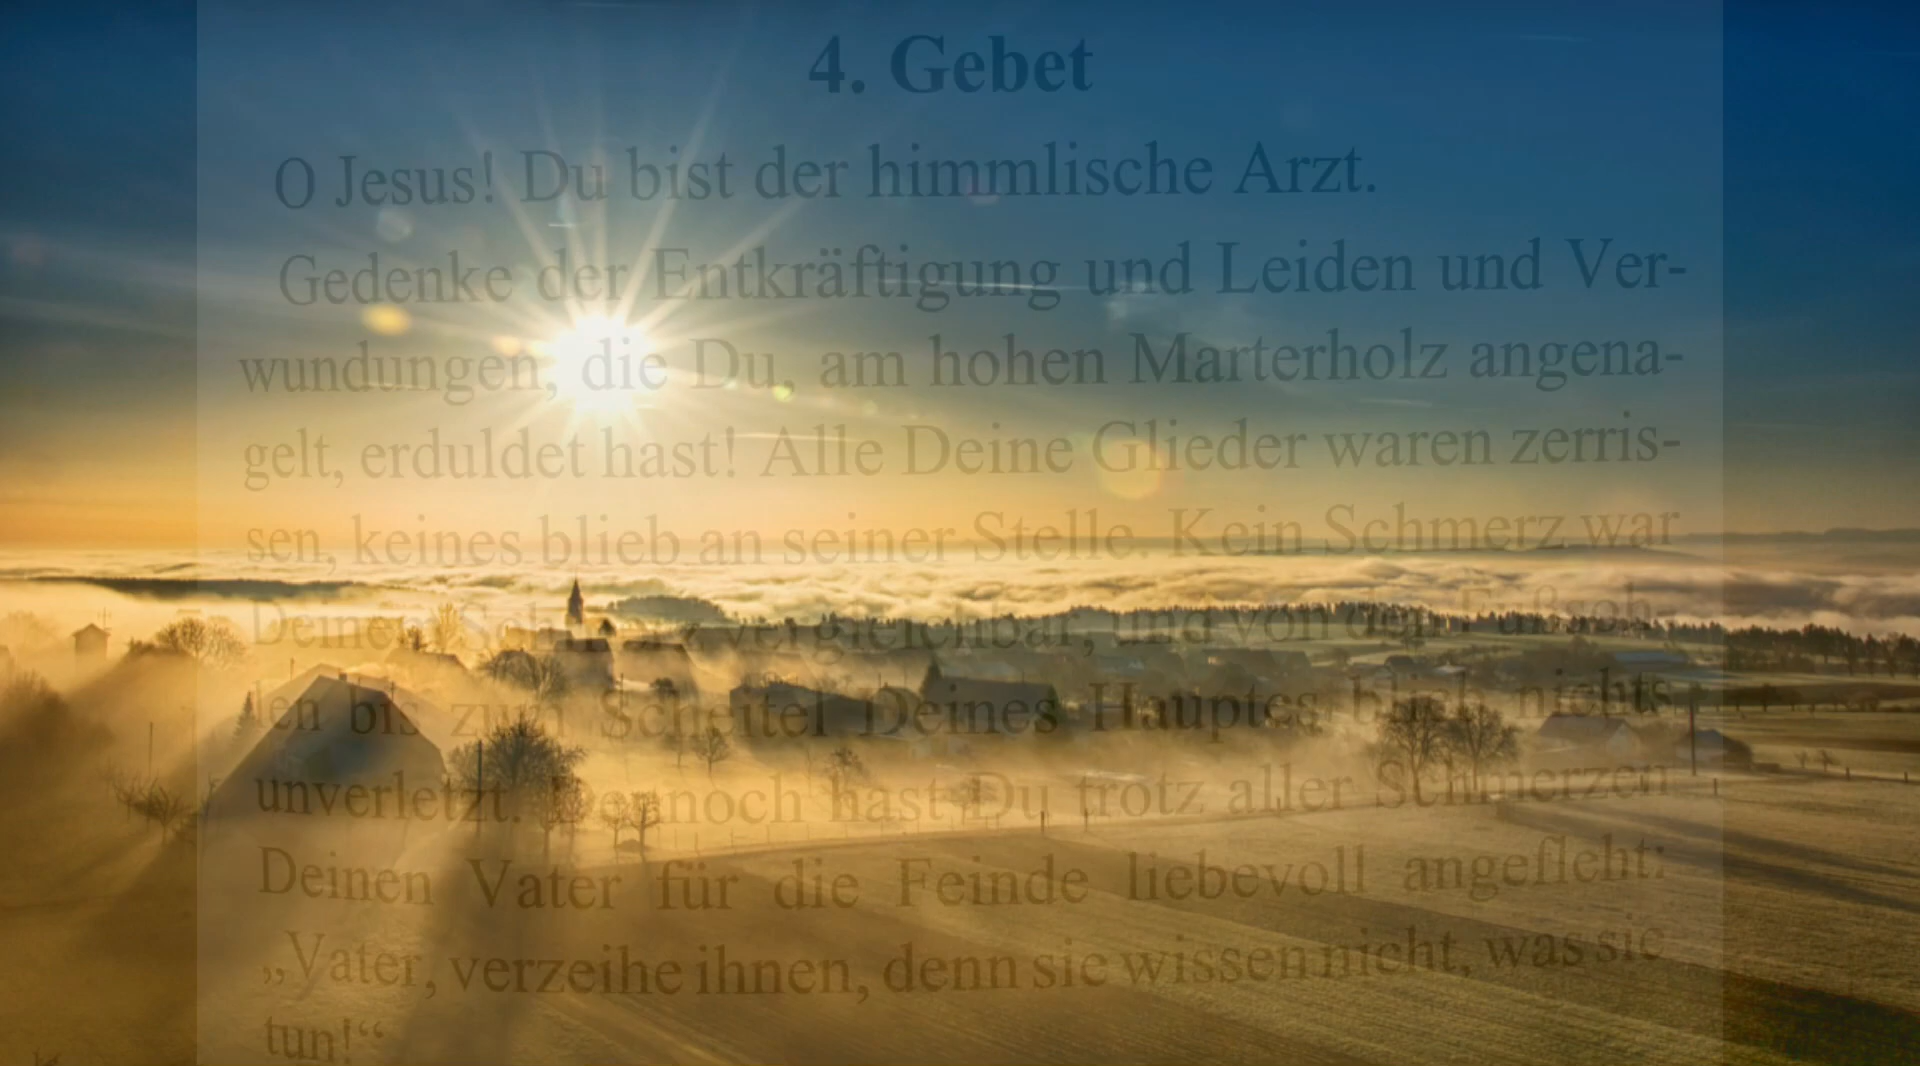 4. Gebet
O Jesus! Du bist der himmlische Arzt.
Gedenke der Entkräftigung und Leiden und Ver-
wundungen, die Du, am hohen Marterholz angena-
gelt, erduldet hast! Alle Deine Glieder waren zerris-
sen, keines blieb an seiner Stelle. Kein Schmerz war
Deinem Schmerz vergleichbar, und von den Fußsoh-
len bis zum Scheitel Deines Hauptes blieb nichts
unverletzt. Dennoch hast Du trotz aller Schmerzen
Deinen Vater für die Feinde liebevoll angefleht:
„Vater, verzeihe ihnen, denn sie wissen nicht, was sie
tun!“